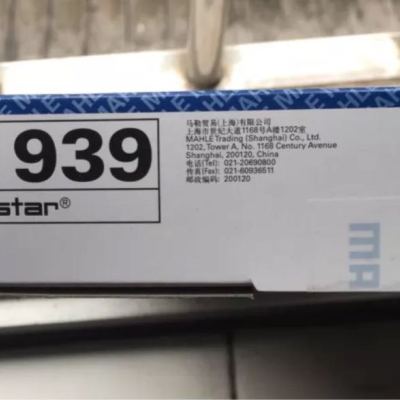 939
star®
马勒贸易(上海)有限公司
上海市世纪大道1168号A楼1202室
MAHLE Trading (Shanghai) Co., Ltd.
1202,Tower A, No. 1168 Century Avenue
Shanghai, 200120, China
电话(Tel): 021-20690800
传真(Fax): 021-60936511
邮政编码: 200120
MA